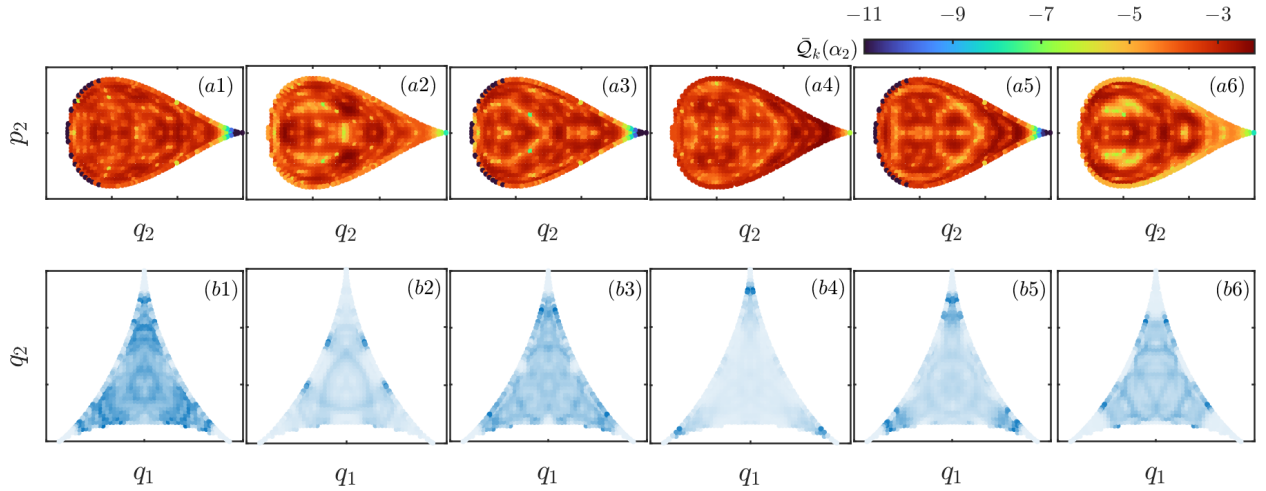 −11 −9 −7 −5 −3
𝒬̄ₖ(α₂)
(a1) (a2) (a3) (a4) (a5) (a6)
p₂
q₂ q₂ q₂ q₂ q₂ q₂
(b1) (b2) (b3) (b4) (b5) (b6)
q₂
q₁ q₁ q₁ q₁ q₁ q₁